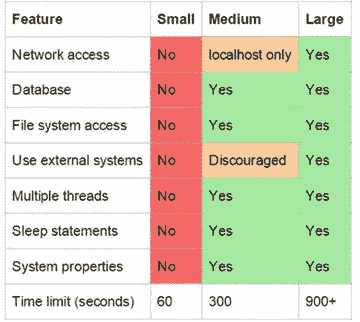 Feature Small Medium Large
Network access No localhost only Yes
Database No Yes Yes
File system access No Yes Yes
Use external systems No Discouraged Yes
Multiple threads No Yes Yes
Sleep statements No Yes Yes
System properties No Yes Yes
Time limit (seconds) 60 300 900+